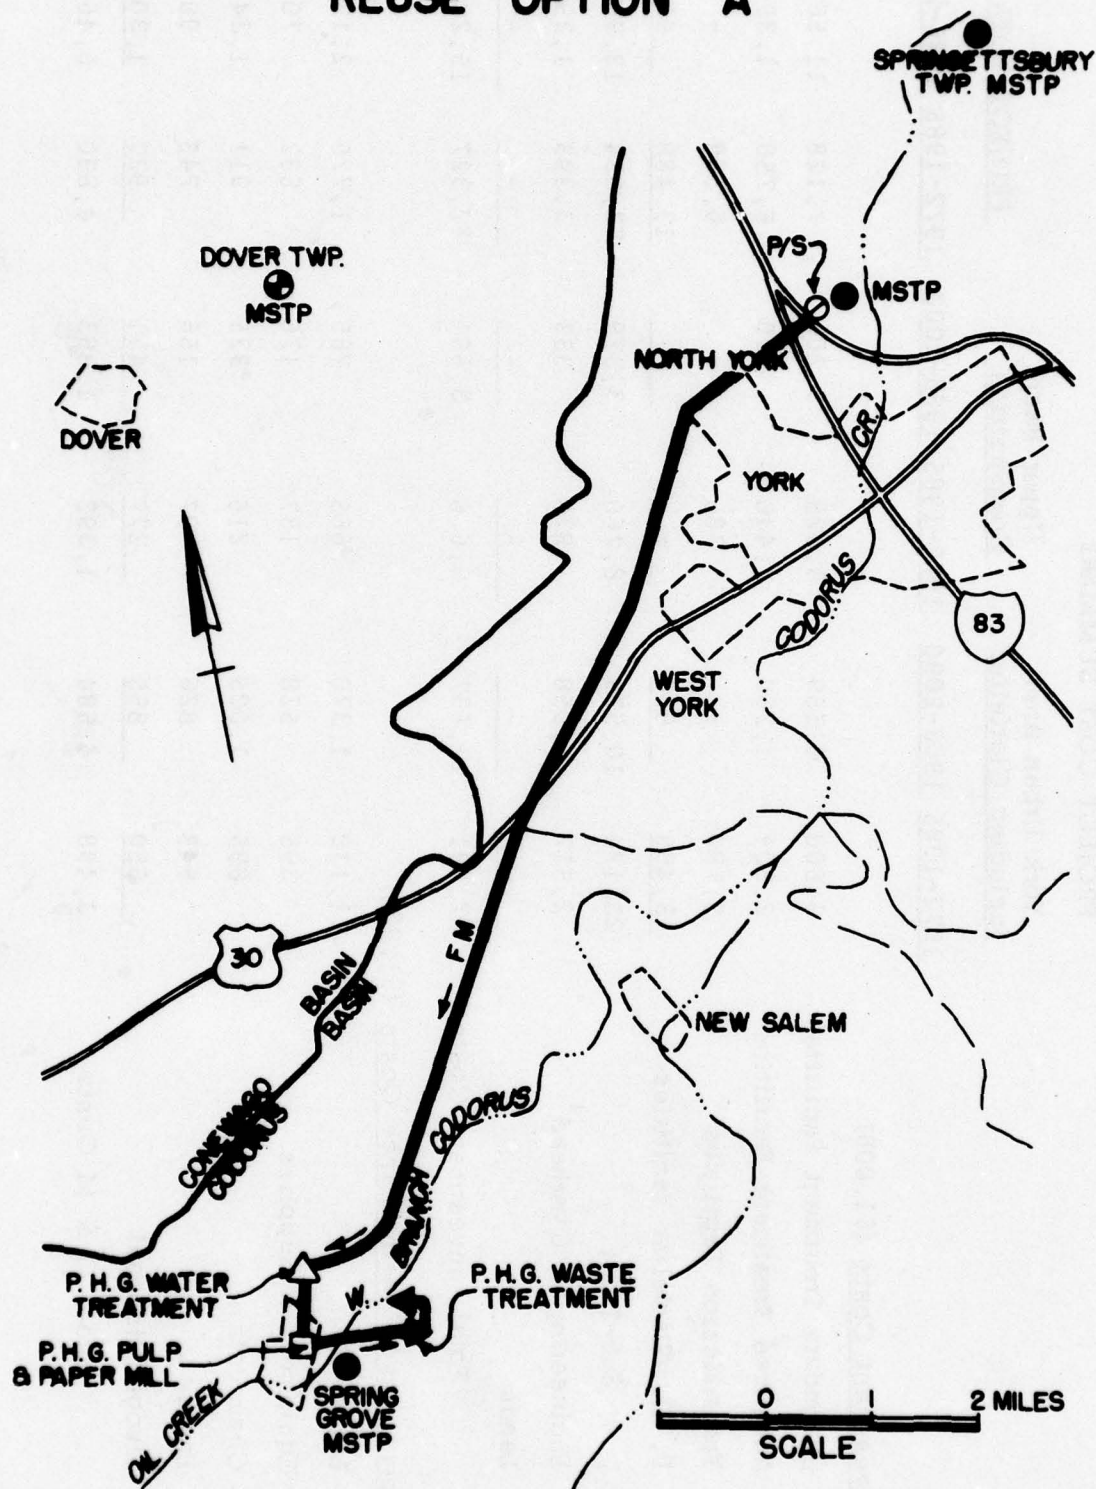 REUSE OPTION A
SPRINGETTSBURY
TWP. MSTP
P/S
MSTP
DOVER TWP.
MSTP
NORTH YORK
DOVER
CR.
YORK
CODORUS
83
WEST
YORK
30
FM
BASIN
BASIN
NEW SALEM
CONEWAGO
CODORUS
CODORUS
BRANCH
W.
P.H.G. WATER
TREATMENT
P.H.G. WASTE
TREATMENT
P.H.G. PULP
& PAPER MILL
SPRING
GROVE
MSTP
OIL CREEK
0 2 MILES
SCALE